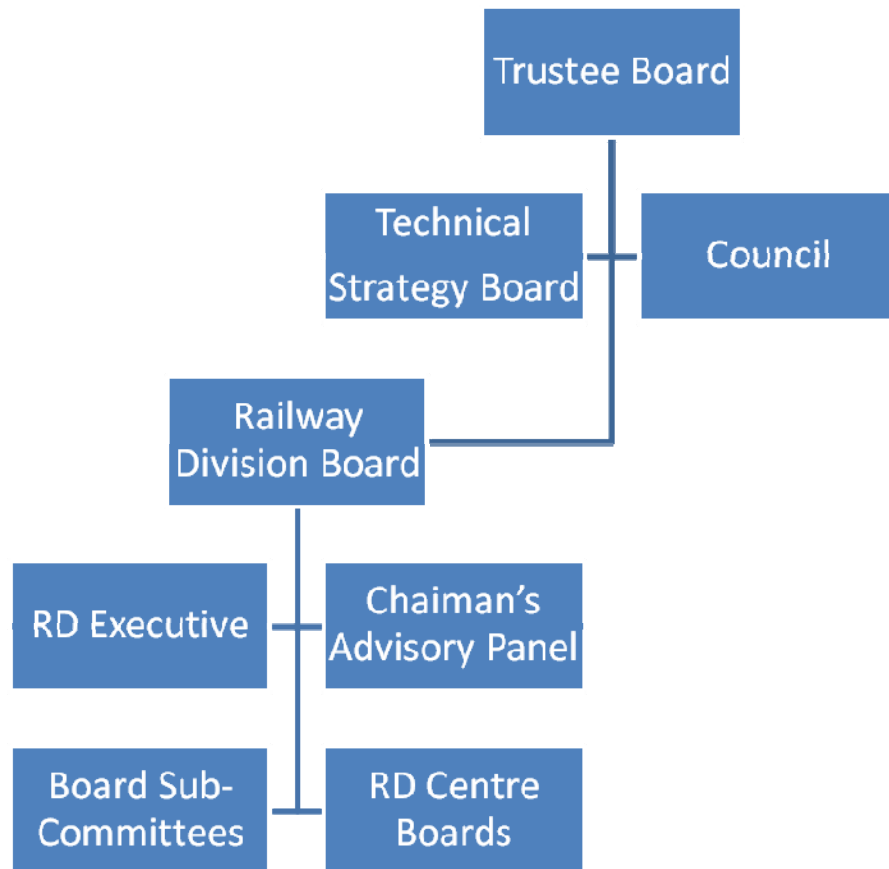 Trustee Board
Technical
Strategy Board
Council
Railway
Division Board
RD Executive
Chaiman’s
Advisory Panel
Board Sub-
Committees
RD Centre
Boards